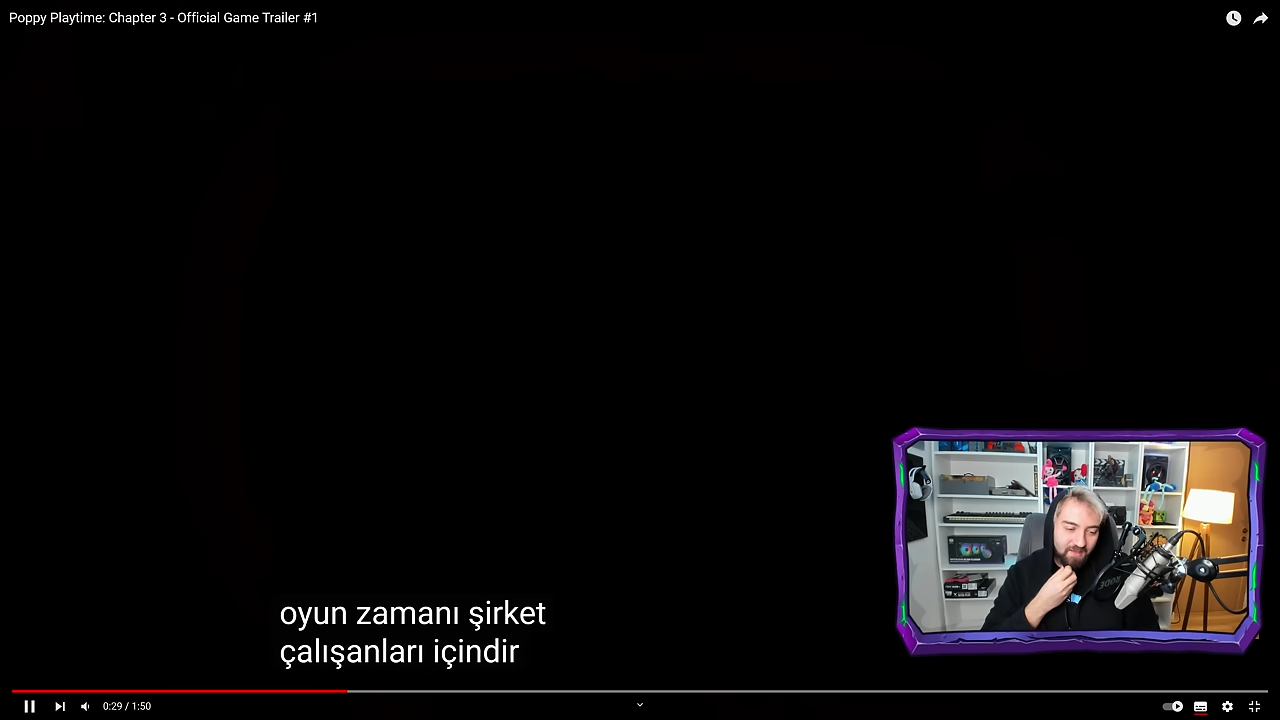 Poppy Playtime: Chapter 3 - Official Game Trailer #1
oyun zamanı şirket
çalışanları içindir
0:29 / 1:50